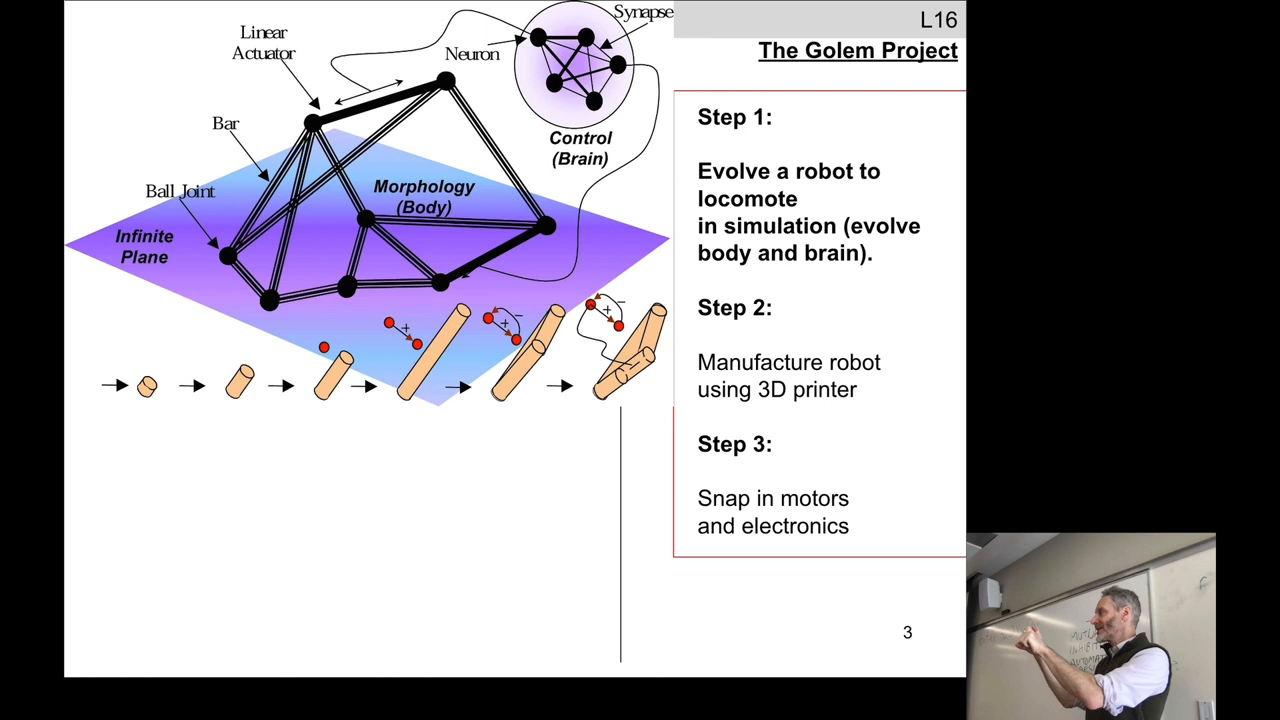 L16
The Golem Project
Linear
Actuator
Synapse
Neuron
Bar
Control
(Brain)
Ball Joint
Morphology
(Body)
Infinite
Plane
+
+
−
+
−
Step 1:
Evolve a robot to
locomote
in simulation (evolve
body and brain).
Step 2:
Manufacture robot
using 3D printer
Step 3:
Snap in motors
and electronics
3